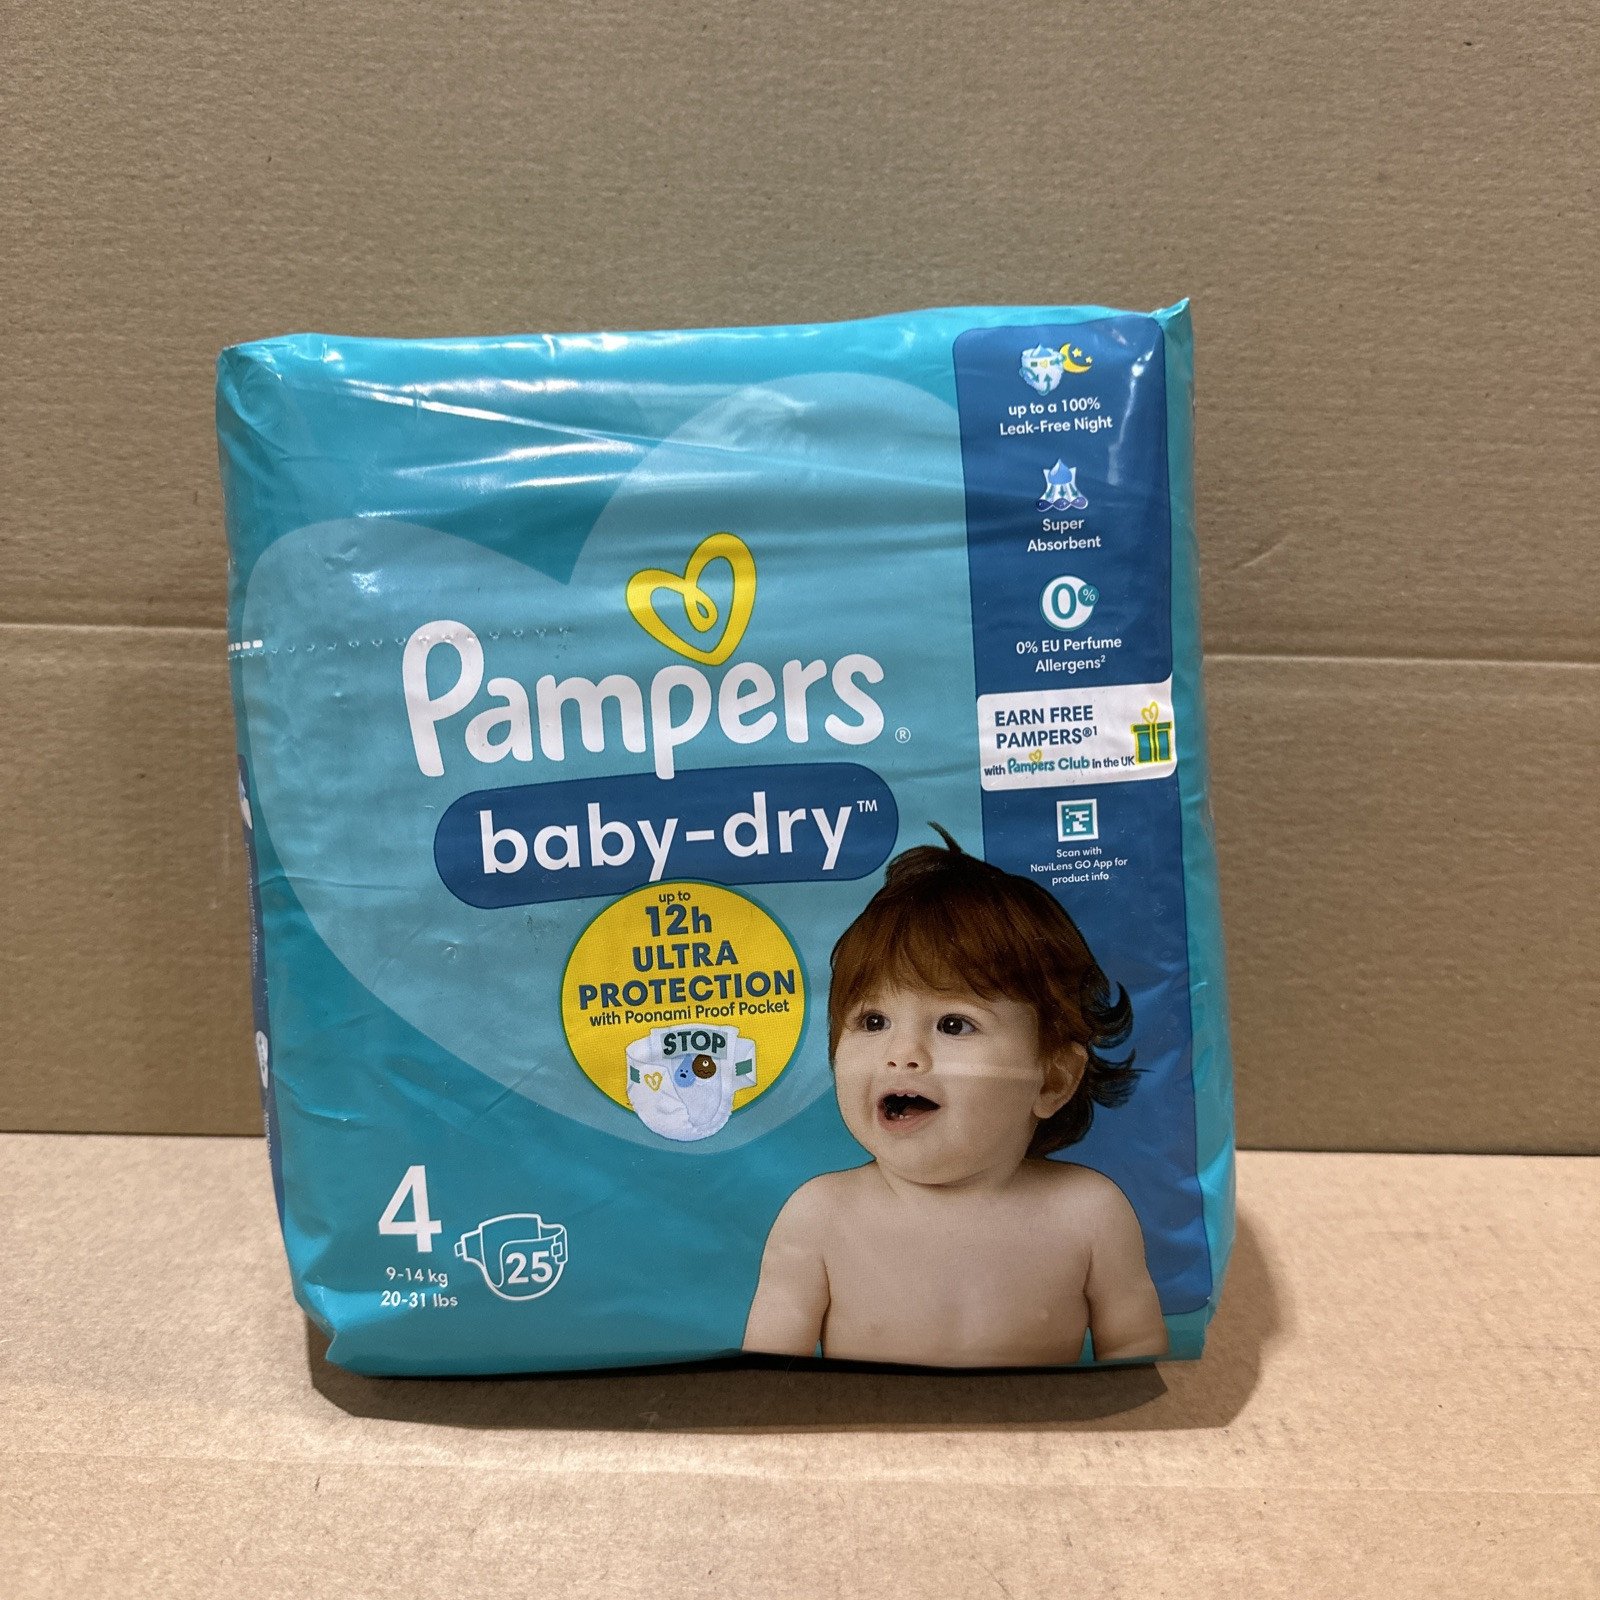 Pampers®
baby-dry™
up to
12h
ULTRA
PROTECTION
with Poonami Proof Pocket
STOP
4
9-14 kg
20-31 lbs
25
up to a 100%
Leak-Free Night
Super
Absorbent
0%
0% EU Perfume
Allergens²
EARN FREE
PAMPERS®¹
with Pampers Club in the UK
Scan with
NaviLens GO App for
product info